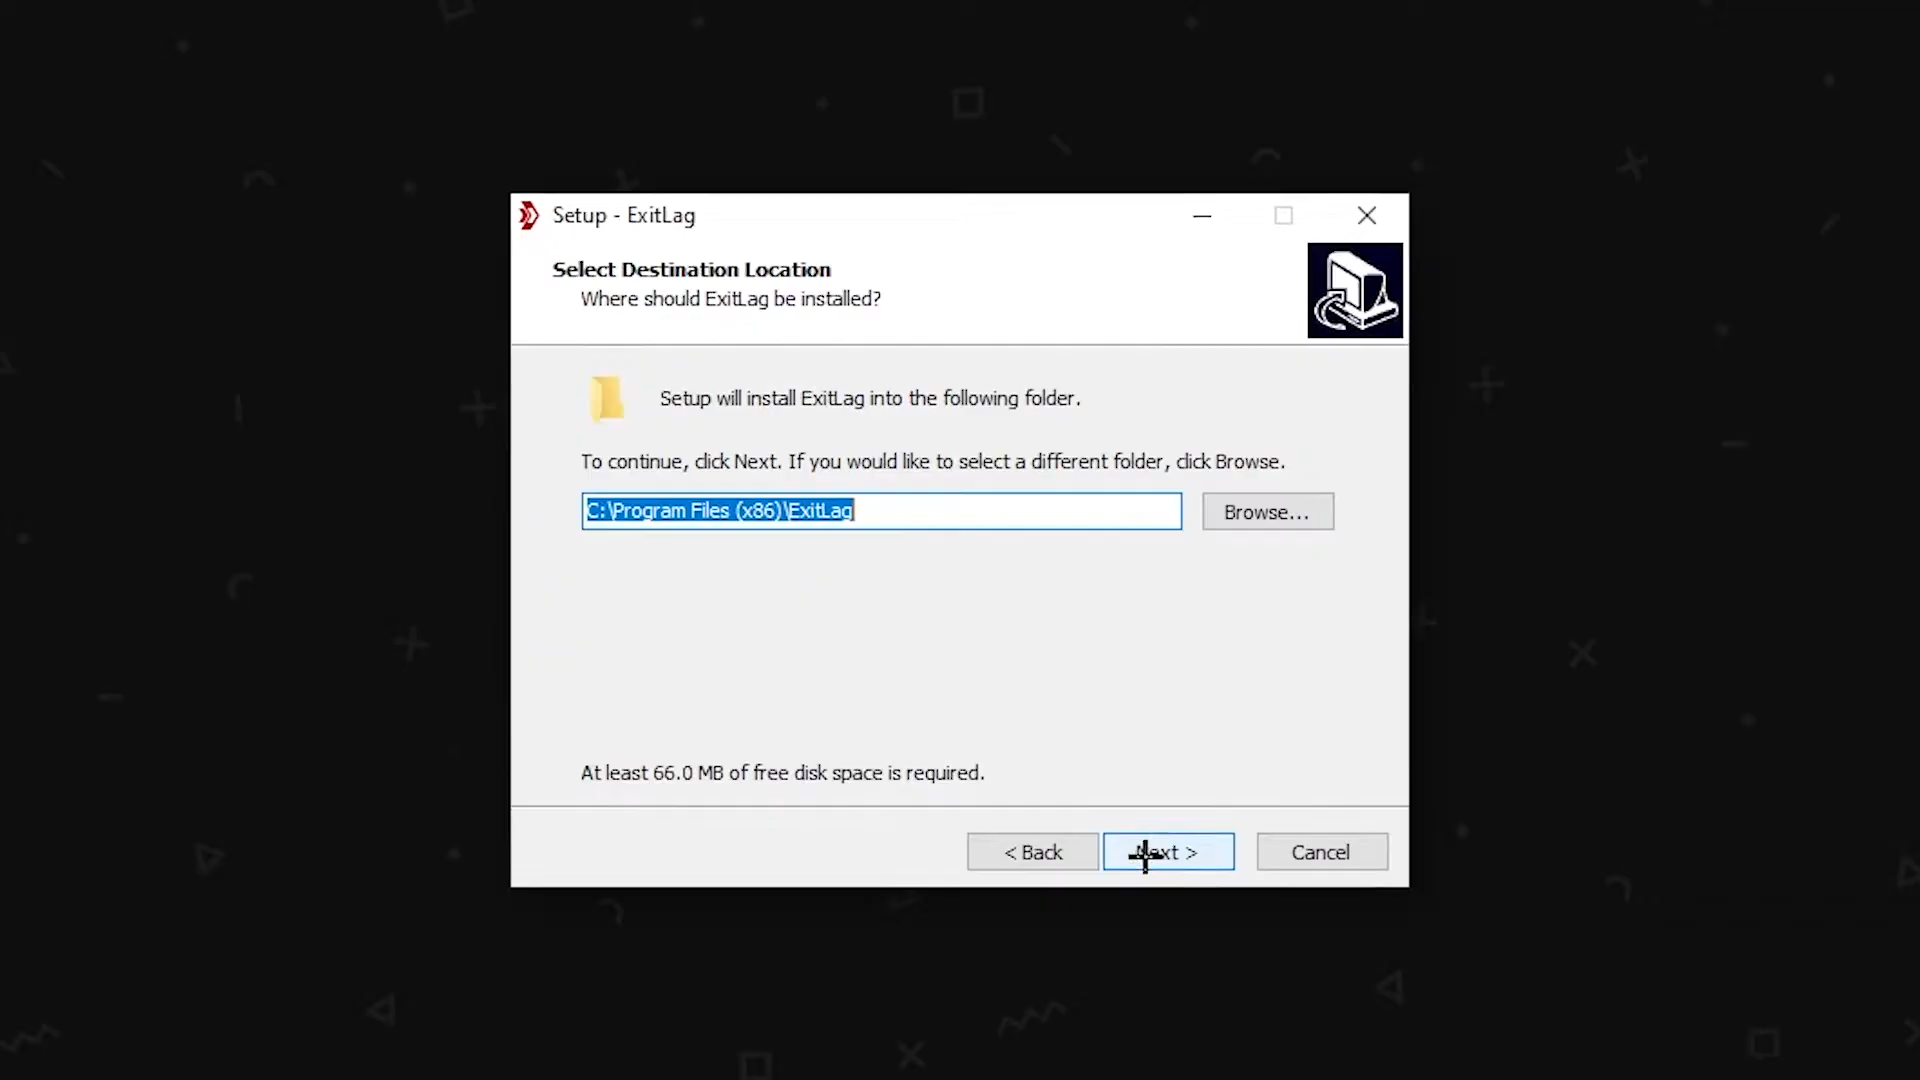 Setup - ExitLag
Select Destination Location
Where should ExitLag be installed?
Setup will install ExitLag into the following folder.
To continue, click Next. If you would like to select a different folder, click Browse.
C:\Program Files (x86)\ExitLag
Browse...
At least 66.0 MB of free disk space is required.
< Back
Next >
Cancel